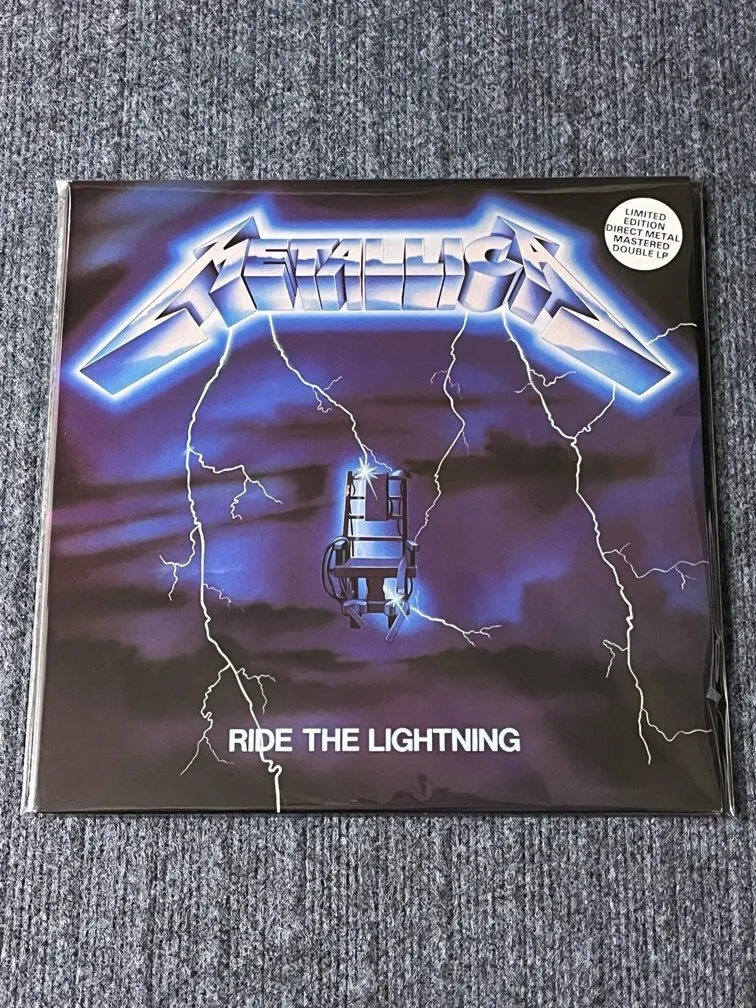 METALLICA
LIMITED
EDITION
DIRECT METAL
MASTERED
DOUBLE LP
RIDE THE LIGHTNING